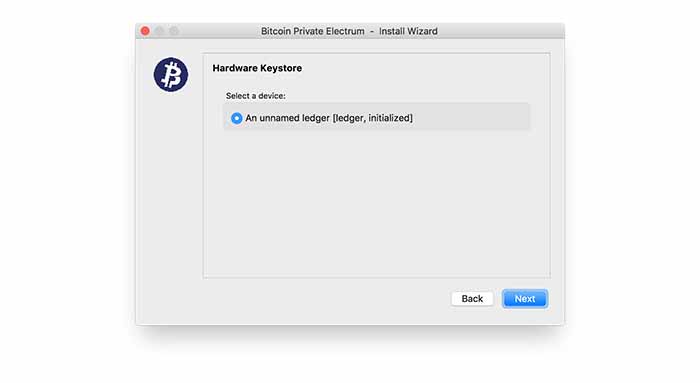 Bitcoin Private Electrum - Install Wizard
Hardware Keystore
Select a device:
An unnamed ledger [ledger, initialized]
Back
Next